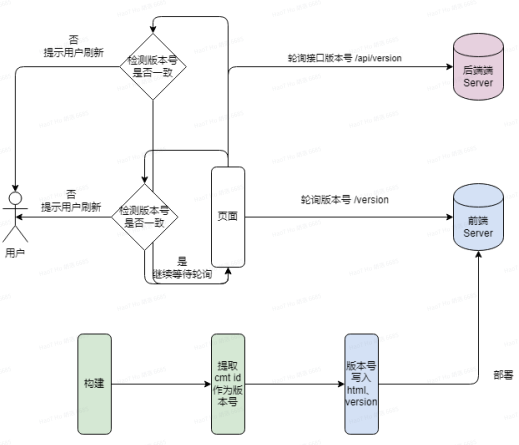 否
提示用户刷新
检测版本号
是否一致
轮询接口版本号 /api/version
后端端
Server
否
提示用户刷新
检测版本号
是否一致
页面
轮询版本号 /version
前端
Server
用户
是
继续等待轮询
构建
提取
cmt id
作为版
本号
版本号
写入
html、
version
部署